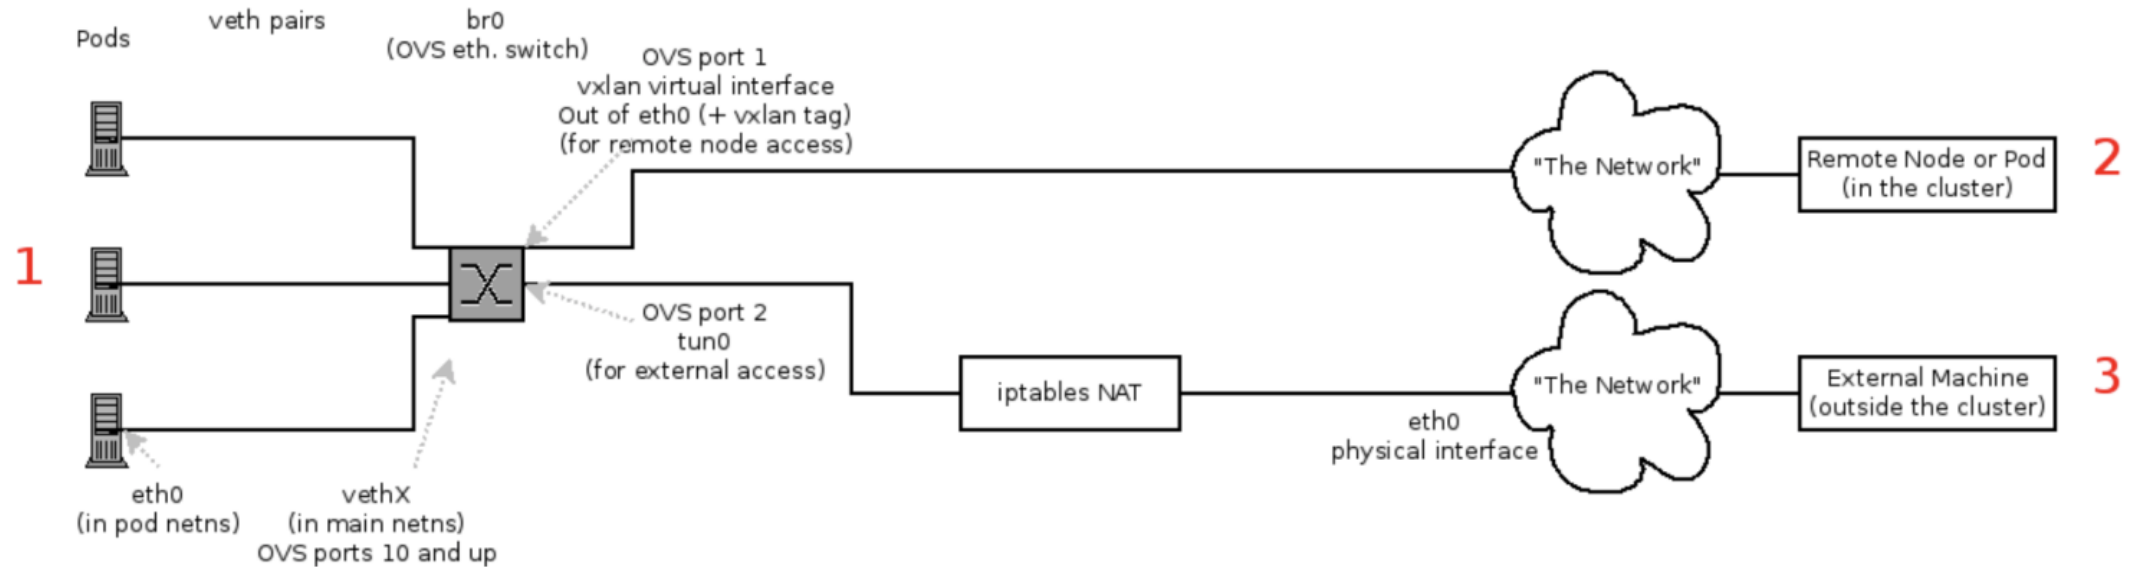 Pods
veth pairs
br0
(OVS eth. switch)
OVS port 1
vxlan virtual interface
Out of eth0 (+ vxlan tag)
(for remote node access)
"The Network"
Remote Node or Pod
(in the cluster)
2
1
OVS port 2
tun0
(for external access)
iptables NAT
eth0
physical interface
"The Network"
External Machine
(outside the cluster)
3
eth0
(in pod netns)
vethX
(in main netns)
OVS ports 10 and up